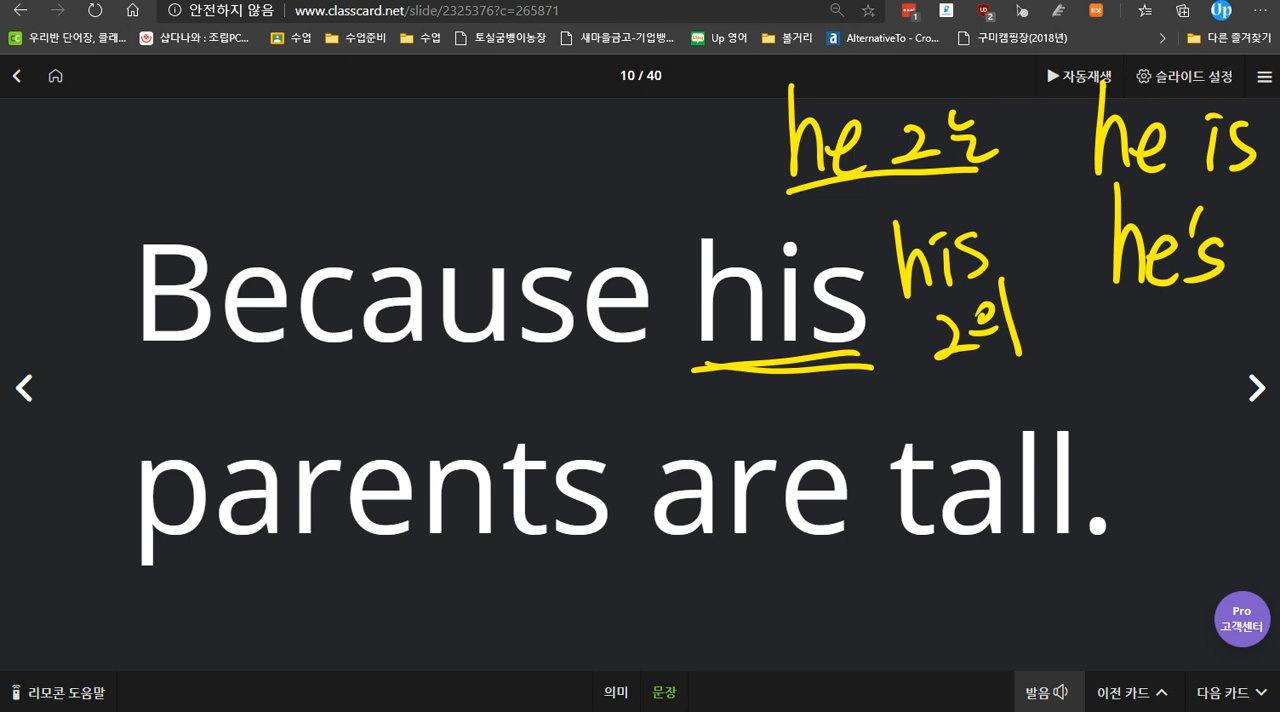 안전하지 않음 www.classcard.net/slide/2325376?c=265871
1 2 EX Up
우리반 단어장, 클래... 샵다나와 : 조립PC... 수업 수업준비 수업 토실금뱅이농장 새마을금고-기업뱅... Up 영어 볼거리 AlternativeTo - Cro... 구미캠핑장(2018년) 다른 즐겨찾기
10 / 40 자동재생 슬라이드 설정
he 그는 he is
his he's
그의
Because his
parents are tall.
Pro
고객센터
리모콘 도움말 의미 문장 발음 이전 카드 다음 카드